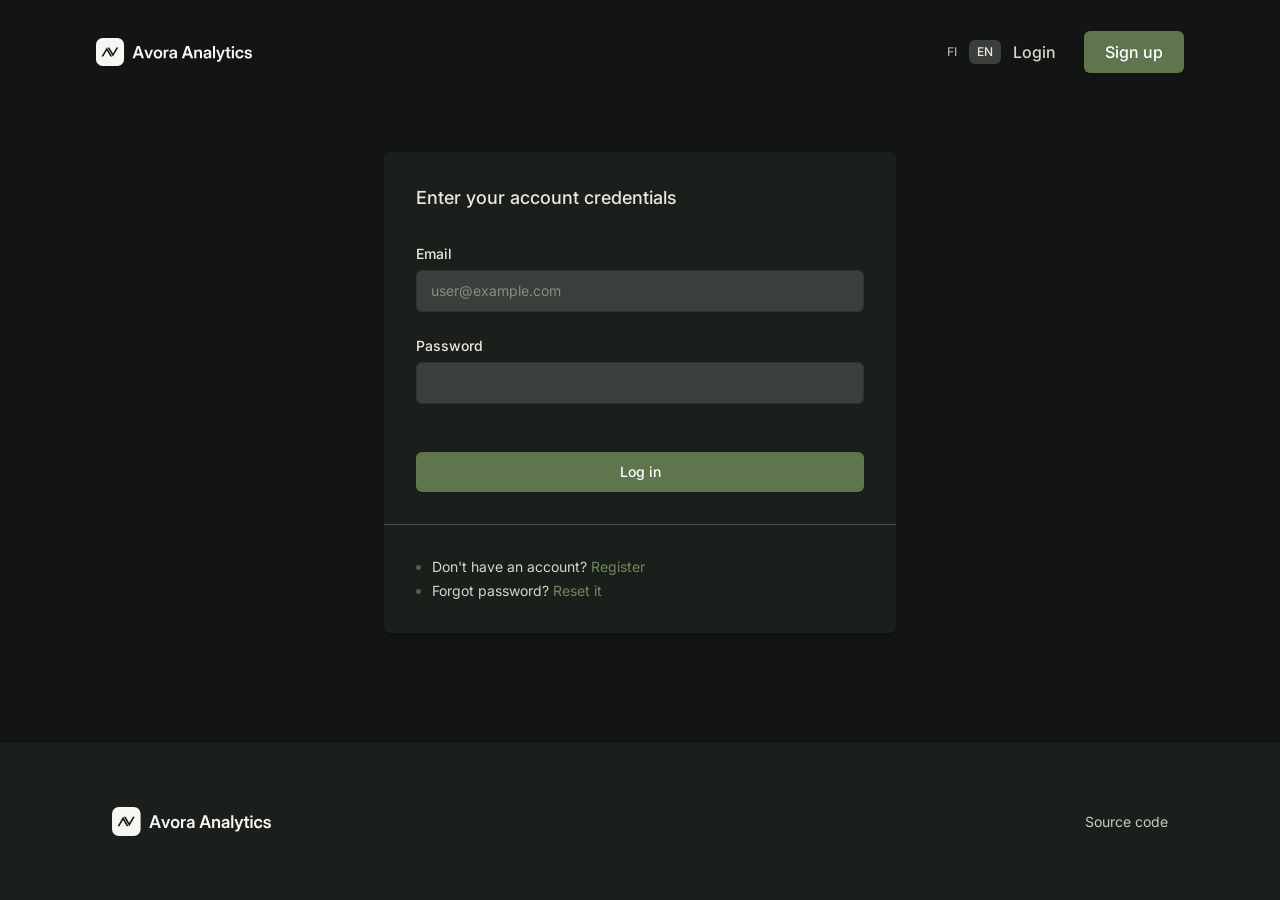 Avora Analytics
FI EN Login Sign up
Enter your account credentials
Email
user@example.com
Password
Log in
Don't have an account? Register
Forgot password? Reset it
Avora Analytics
Source code